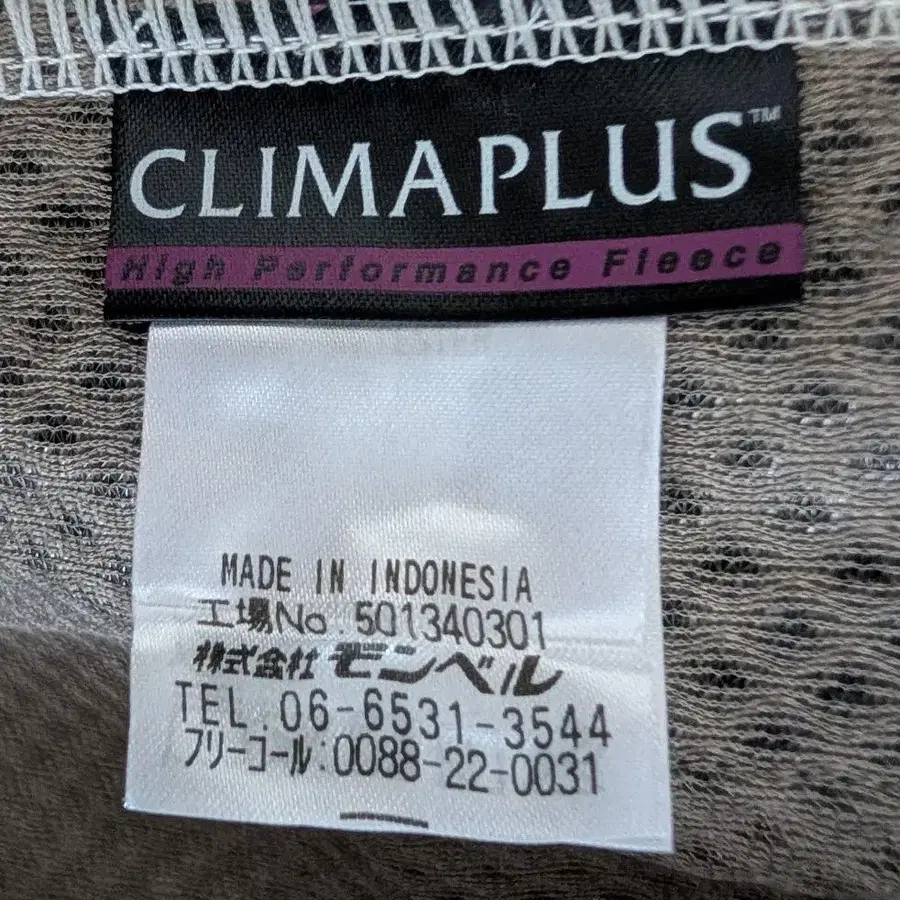 CLIMAPLUS™
High Performance Fleece
MADE IN INDONESIA
工場No. 501340301
株式会社モンベル
TEL. 06-6531-3544
フリーコール:0088-22-0031